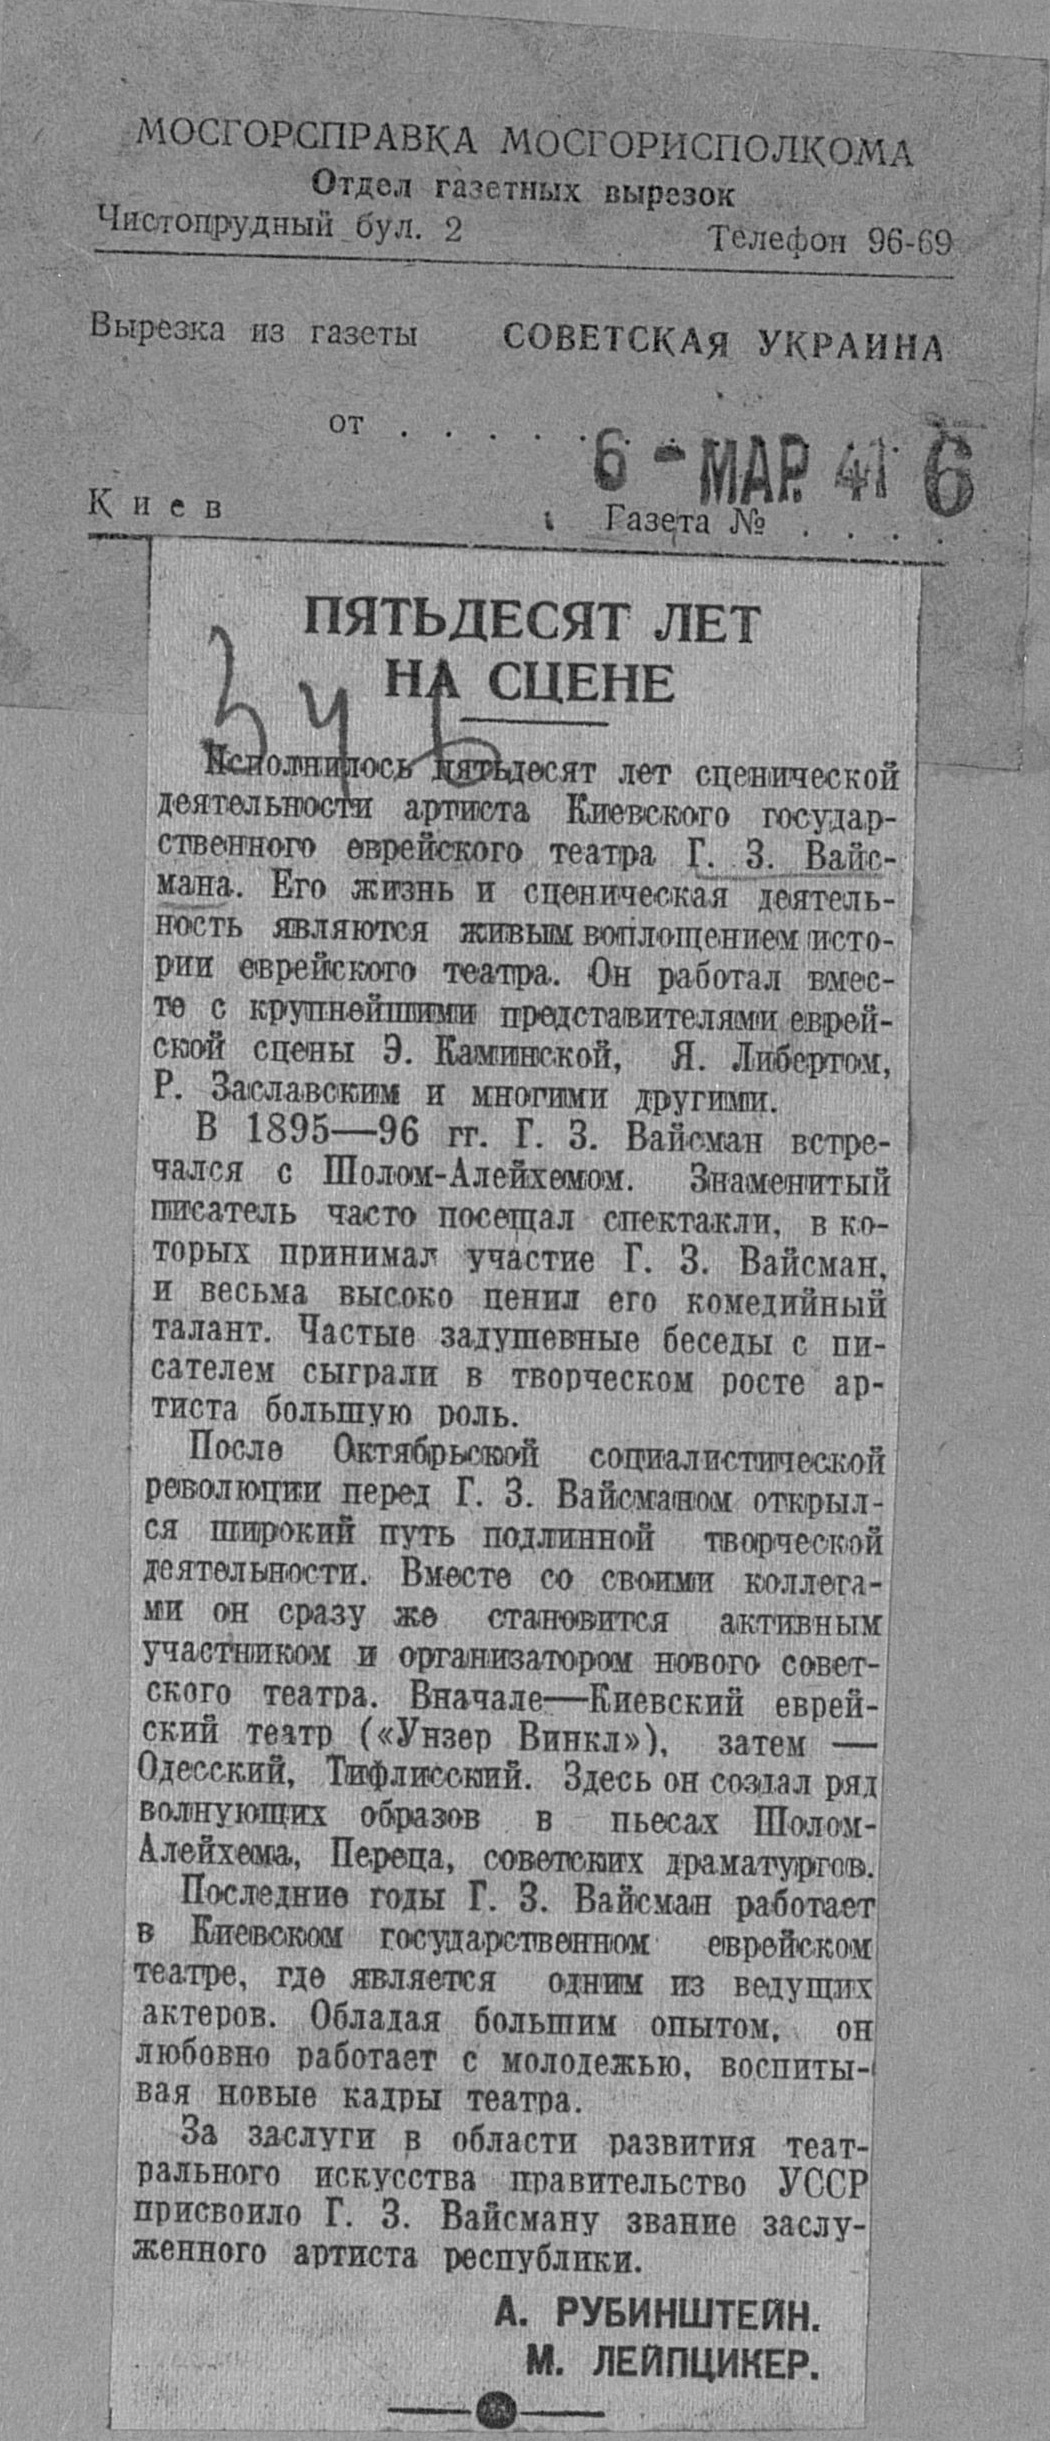 МОСГОРСПРАВКА МОСГОРИСПОЛКОМА
Отдел газетных вырезок
Чистопрудный бул. 2 Телефон 96-69
Вырезка из газеты СОВЕТСКАЯ УКРАИНА
от . . . . . 6 - МАР. 41 6
Киев Газета № . . . .
ПЯТЬДЕСЯТ ЛЕТ
НА СЦЕНЕ
Исполнилось пятьдесят лет сценической
деятельности артиста Киевского государ-
ственного еврейского театра Г. З. Вайс-
мана. Его жизнь и сценическая деятель-
ность являются живым воплощением исто-
рии еврейского театра. Он работал вмес-
те с крупнейшими представителями еврей-
ской сцены Э. Каминской, Я. Либертом,
Р. Заславским и многими другими.
В 1895—96 гг. Г. З. Вайсман встре-
чался с Шолом-Алейхемом. Знаменитый
писатель часто посещал спектакли, в ко-
торых принимал участие Г. З. Вайсман,
и весьма высоко ценил его комедийный
талант. Частые задушевные беседы с пи-
сателем сыграли в творческом росте ар-
тиста большую роль.
После Октябрьской социалистической
революции перед Г. З. Вайсманом открыл-
ся широкий путь подлинной творческой
деятельности. Вместе со своими коллега-
ми он сразу же становится активным
участником и организатором нового совет-
ского театра. Вначале—Киевский еврей-
ский театр («Унзер Винкл»), затем —
Одесский, Тифлисский. Здесь он создал ряд
волнующих образов в пьесах Шолом-
Алейхема, Переца, советских драматургов.
Последние годы Г. З. Вайсман работает
в Киевском государственном еврейском
театре, где является одним из ведущих
актеров. Обладая большим опытом, он
любовно работает с молодежью, воспиты-
вая новые кадры театра.
За заслуги в области развития теат-
рального искусства правительство УССР
присвоило Г. З. Вайсману звание заслу-
женного артиста республики.
А. РУБИНШТЕЙН.
М. ЛЕЙПЦИКЕР.